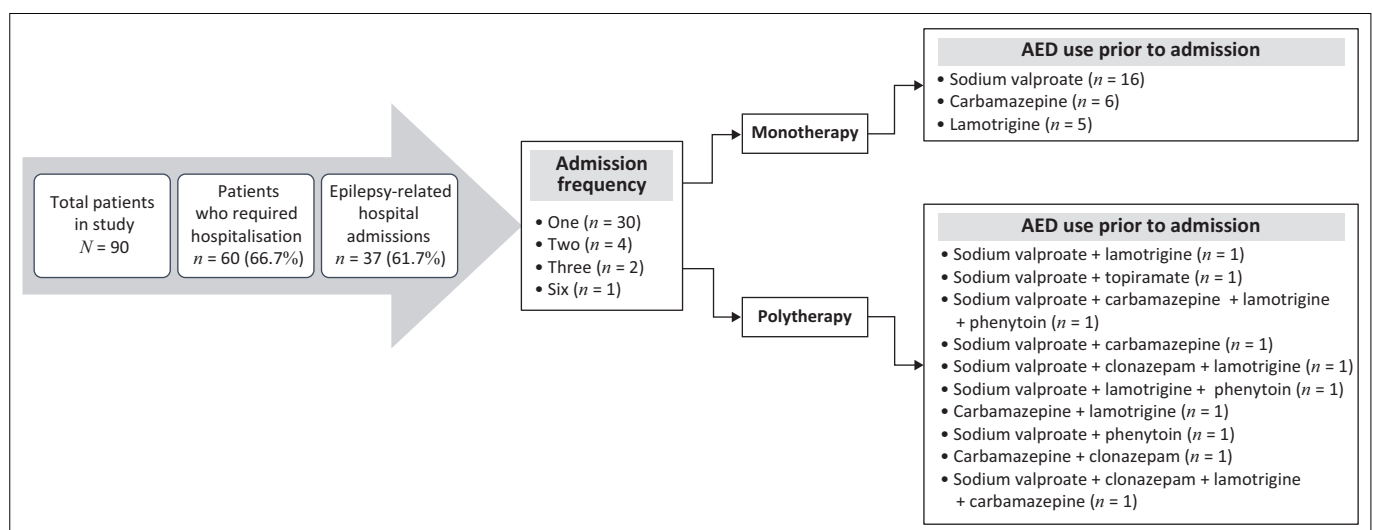 Total patients
in study
N = 90
Patients
who required
hospitalisation
n = 60 (66.7%)
Epilepsy-related
hospital
admissions
n = 37 (61.7%)
Admission
frequency
• One (n = 30)
• Two (n = 4)
• Three (n = 2)
• Six (n = 1)
Monotherapy
AED use prior to admission
• Sodium valproate (n = 16)
• Carbamazepine (n = 6)
• Lamotrigine (n = 5)
Polytherapy
AED use prior to admission
• Sodium valproate + lamotrigine (n = 1)
• Sodium valproate + topiramate (n = 1)
• Sodium valproate + carbamazepine + lamotrigine
+ phenytoin (n = 1)
• Sodium valproate + carbamazepine (n = 1)
• Sodium valproate + clonazepam + lamotrigine (n = 1)
• Sodium valproate + lamotrigine + phenytoin (n = 1)
• Carbamazepine + lamotrigine (n = 1)
• Sodium valproate + phenytoin (n = 1)
• Carbamazepine + clonazepam (n = 1)
• Sodium valproate + clonazepam + lamotrigine
+ carbamazepine (n = 1)